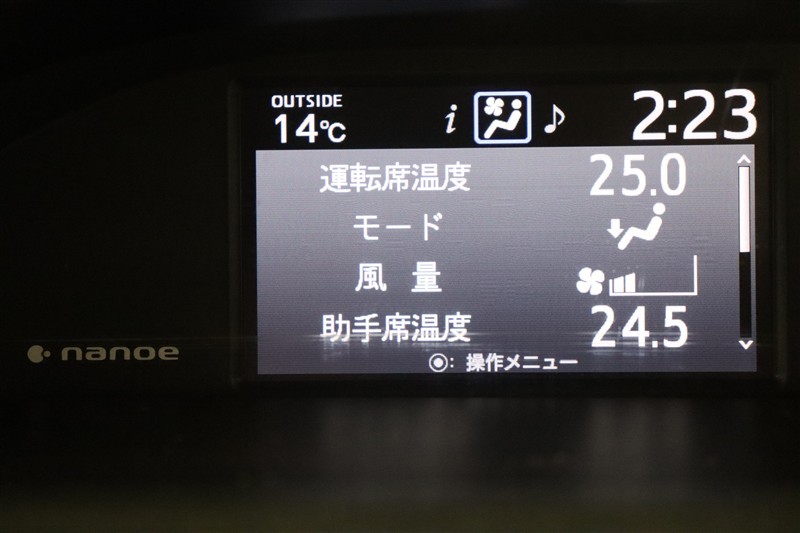 OUTSIDE
14℃
i
2:23
運転席温度 25.0
モード
風 量
助手席温度 24.5
nanoe
◉: 操作メニュー